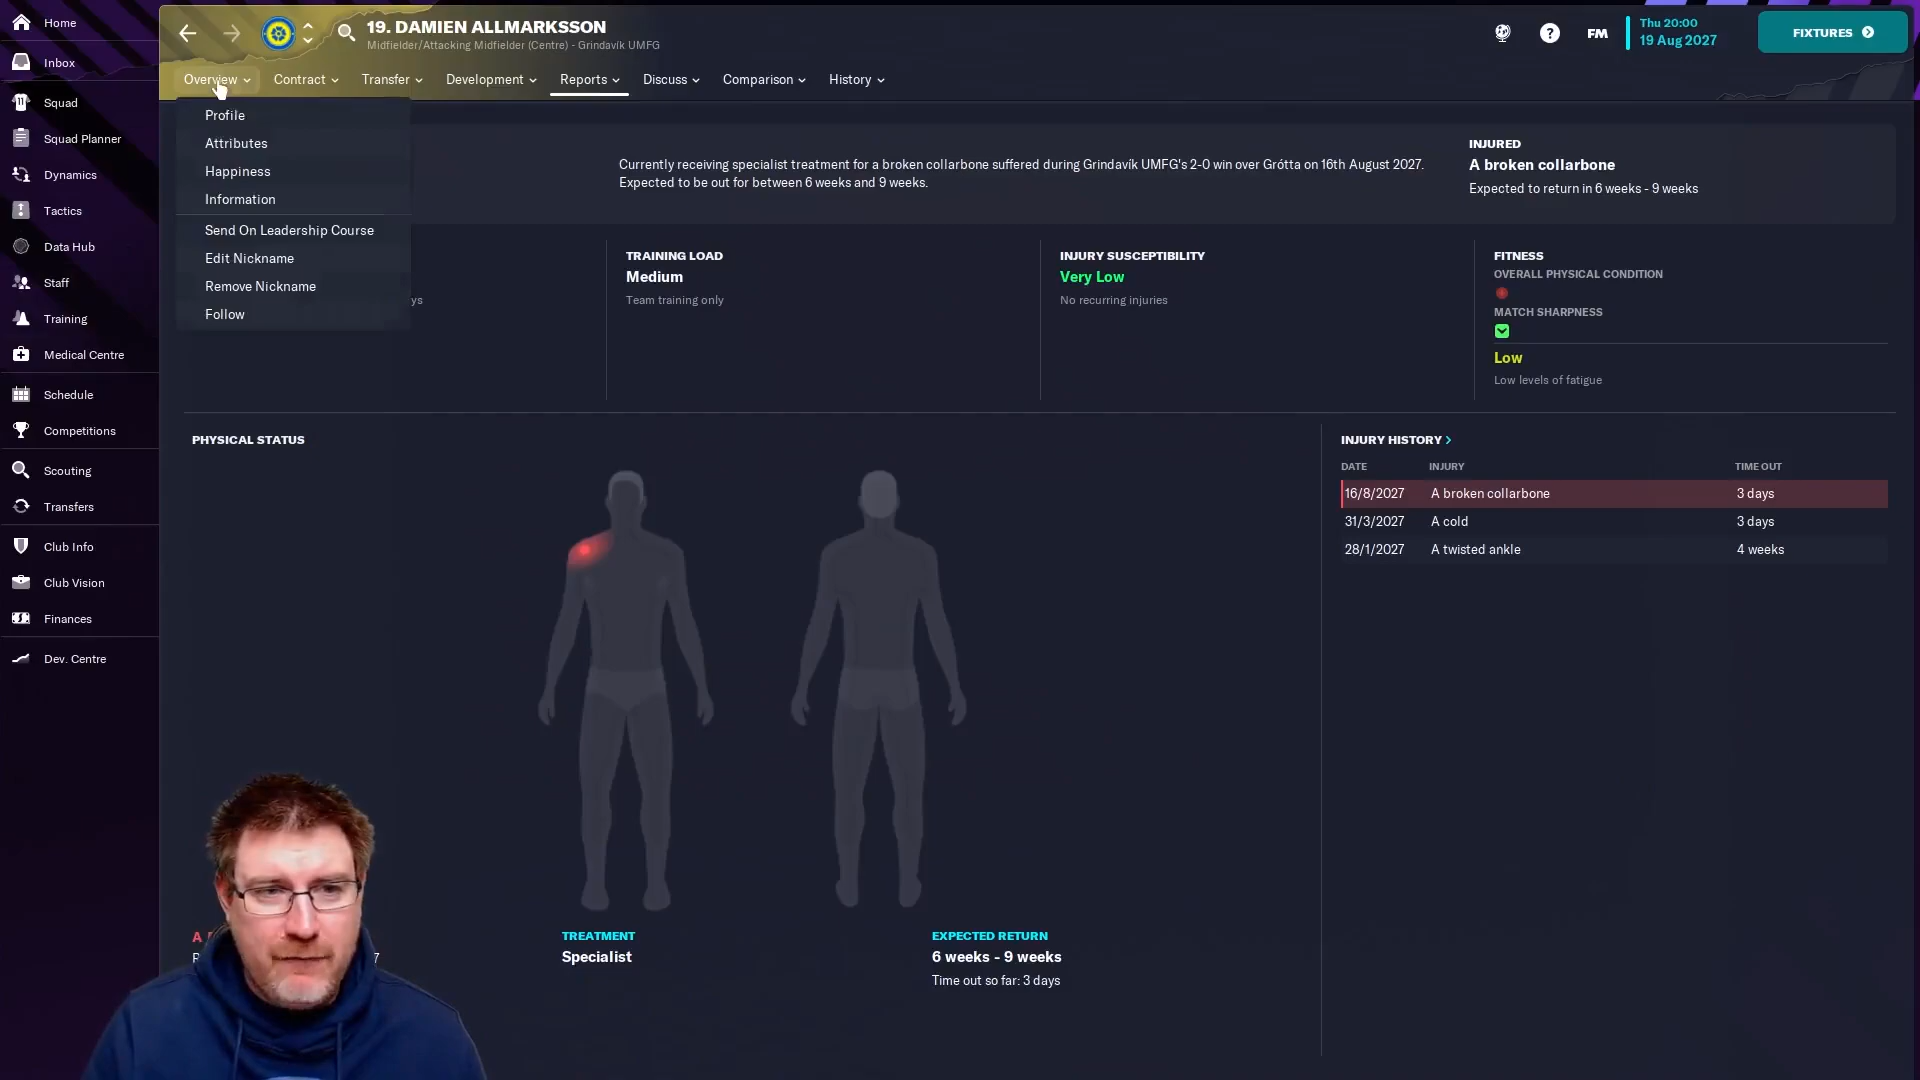 Home
Inbox
Squad
Squad Planner
Dynamics
Tactics
Data Hub
Staff
Training
Medical Centre
Schedule
Competitions
Scouting
Transfers
Club Info
Club Vision
Finances
Dev. Centre
19. DAMIEN ALLMARKSSON
Midfielder/Attacking Midfielder (Centre) - Grindavík UMFG
FM
Thu 20:00
19 Aug 2027
FIXTURES
Overview Contract Transfer Development Reports Discuss Comparison History
Profile
Attributes
Happiness
Information
Send On Leadership Course
Edit Nickname
Remove Nickname
Follow
Currently receiving specialist treatment for a broken collarbone suffered during Grindavík UMFG's 2-0 win over Grótta on 16th August 2027.
Expected to be out for between 6 weeks and 9 weeks.
INJURED
A broken collarbone
Expected to return in 6 weeks - 9 weeks
ys
TRAINING LOAD
Medium
Team training only
INJURY SUSCEPTIBILITY
Very Low
No recurring injuries
FITNESS
OVERALL PHYSICAL CONDITION
MATCH SHARPNESS
Low
Low levels of fatigue
PHYSICAL STATUS
INJURY HISTORY
DATE INJURY TIME OUT
16/8/2027 A broken collarbone 3 days
31/3/2027 A cold 3 days
28/1/2027 A twisted ankle 4 weeks
A
7
TREATMENT
Specialist
EXPECTED RETURN
6 weeks - 9 weeks
Time out so far: 3 days